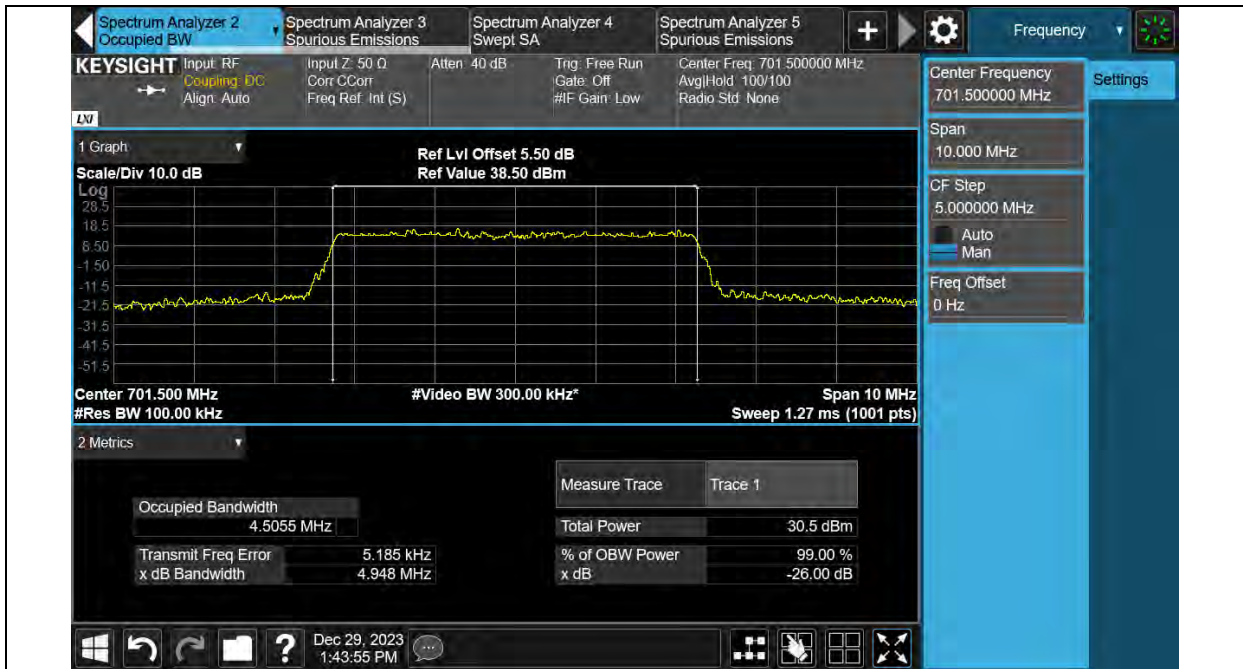 Spectrum Analyzer 2
Occupied BW
Spectrum Analyzer 3
Spurious Emissions
Spectrum Analyzer 4
Swept SA
Spectrum Analyzer 5
Spurious Emissions
+
Frequency
KEYSIGHT
LXI
Input: RF
Coupling: DC
Align: Auto
Input Z: 50 Ω
Corr CCorr
Freq Ref: Int (S)
Atten: 40 dB
Trig: Free Run
Gate: Off
#IF Gain: Low
Center Freq: 701.500000 MHz
Avg|Hold: 100/100
Radio Std: None
Center Frequency
701.500000 MHz
Settings
Span
10.000 MHz
CF Step
5.000000 MHz
Auto
Man
Freq Offset
0 Hz
1 Graph
Scale/Div 10.0 dB
Ref Lvl Offset 5.50 dB
Ref Value 38.50 dBm
Log
28.5
18.5
8.50
-1.50
-11.5
-21.5
-31.5
-41.5
-51.5
Center 701.500 MHz
#Video BW 300.00 kHz*
Span 10 MHz
#Res BW 100.00 kHz
Sweep 1.27 ms (1001 pts)
2 Metrics
Measure Trace Trace 1
Occupied Bandwidth
4.5055 MHz
Total Power 30.5 dBm
Transmit Freq Error 5.185 kHz
% of OBW Power 99.00 %
x dB Bandwidth 4.948 MHz
x dB -26.00 dB
?
Dec 29, 2023
1:43:55 PM